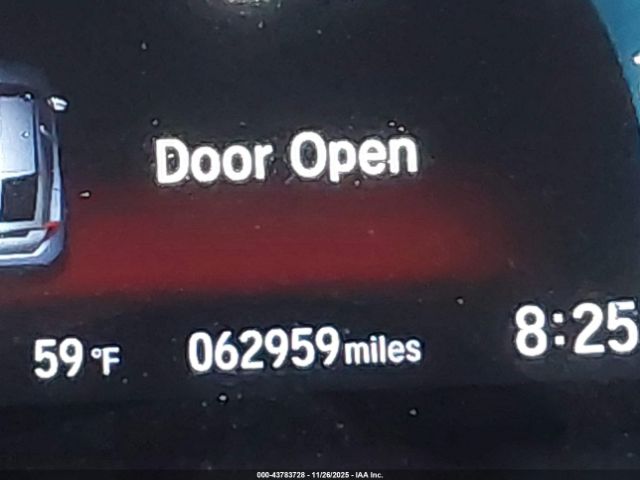 Door Open
59 °F 062959 miles 8:25
000-43783728 - 11/26/2025 - IAA Inc.